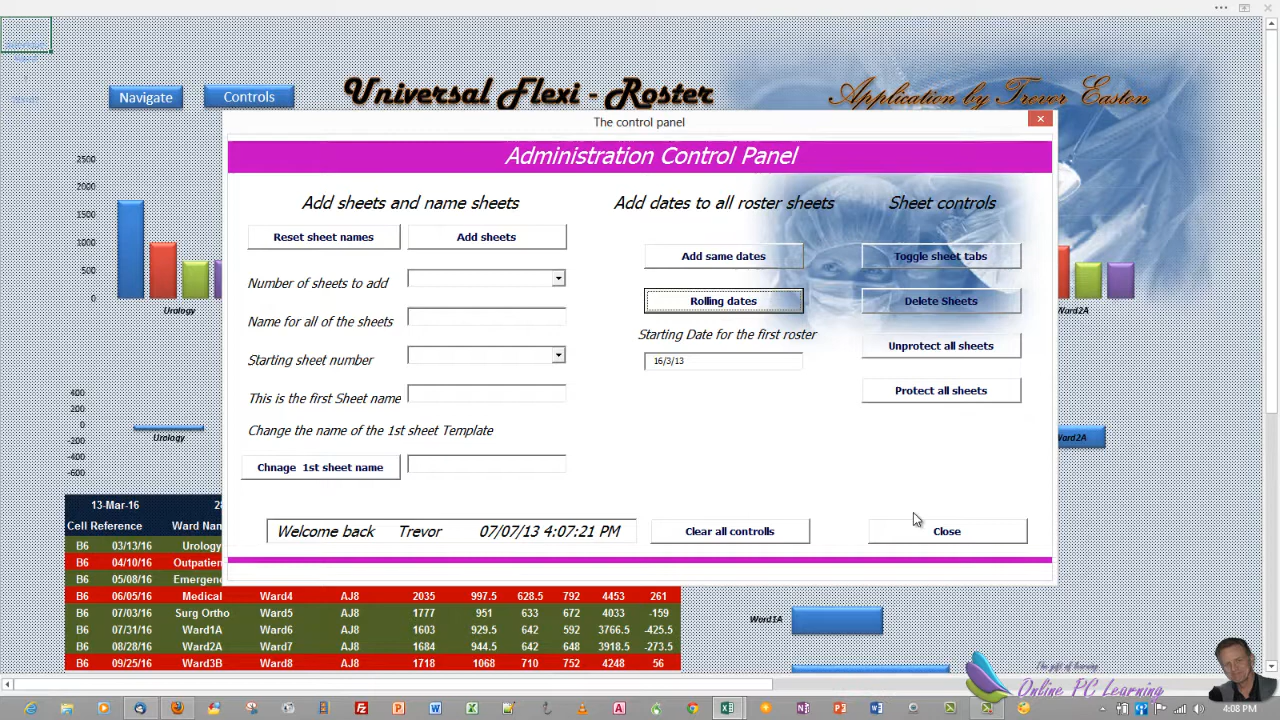 Navigate
Controls
Universal Flexi - Roster
Application by Trevor Easton
The control panel
Administration Control Panel
Add sheets and name sheets
Add dates to all roster sheets
Sheet controls
Reset sheet names
Add sheets
Add same dates
Toggle sheet tabs
Number of sheets to add
Rolling dates
Delete Sheets
Name for all of the sheets
Starting Date for the first roster
Unprotect all sheets
Starting sheet number
16/3/13
This is the first Sheet name
Protect all sheets
Change the name of the 1st sheet Template
Chnage 1st sheet name
Welcome back Trevor 07/07/13 4:07:21 PM
Clear all controlls
Close
2500
2000
1500
1000
500
0
Urology
Ward2A
400
200
0
-200
-400
-600
Urology
Ward2A
13-Mar-16
Cell Reference Ward Nan
B6 03/13/16 Urology
B6 04/10/16 Outpatien
B6 05/08/16 Emergenc
B6 06/05/16 Medical Ward4 AJ8 2035 997.5 628.5 792 4453 261
B6 07/03/16 Surg Ortho Ward5 AJ8 1777 951 633 672 4033 -159
B6 07/31/16 Ward1A Ward6 AJ8 1603 929.5 642 592 3766.5 -425.5
B6 08/28/16 Ward2A Ward7 AJ8 1684 944.5 642 648 3918.5 -273.5
B6 09/25/16 Ward3B Ward8 AJ8 1718 1068 710 752 4248 56
Word1A
The gift of learning
Online PC Learning
4:08 PM